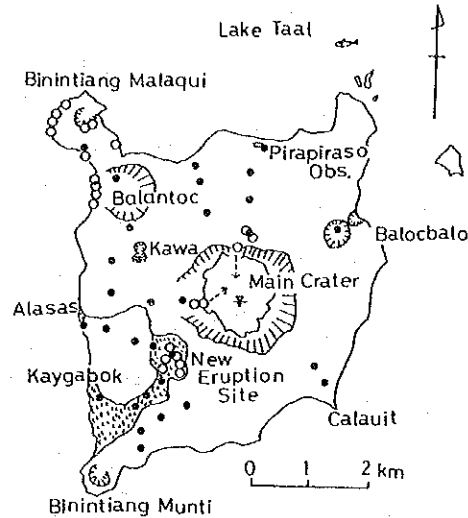 Lake Taal
Binintiang Malaqui
Pirapiraso
Obs.
Balantoc
Balocbalo
Kawa
Main Crater
Alasas
New
Eruption
Site
Kaygabok
Calauit
0 1 2 km
Binintiang Munti